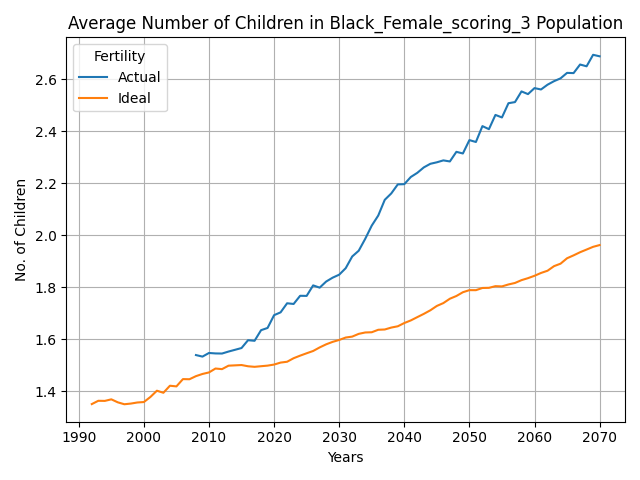 Average Number of Children in Black_Female_scoring_3 Population
Fertility
Actual
Ideal
No. of Children
2.6
2.4
2.2
2.0
1.8
1.6
1.4
1990 2000 2010 2020 2030 2040 2050 2060 2070
Years